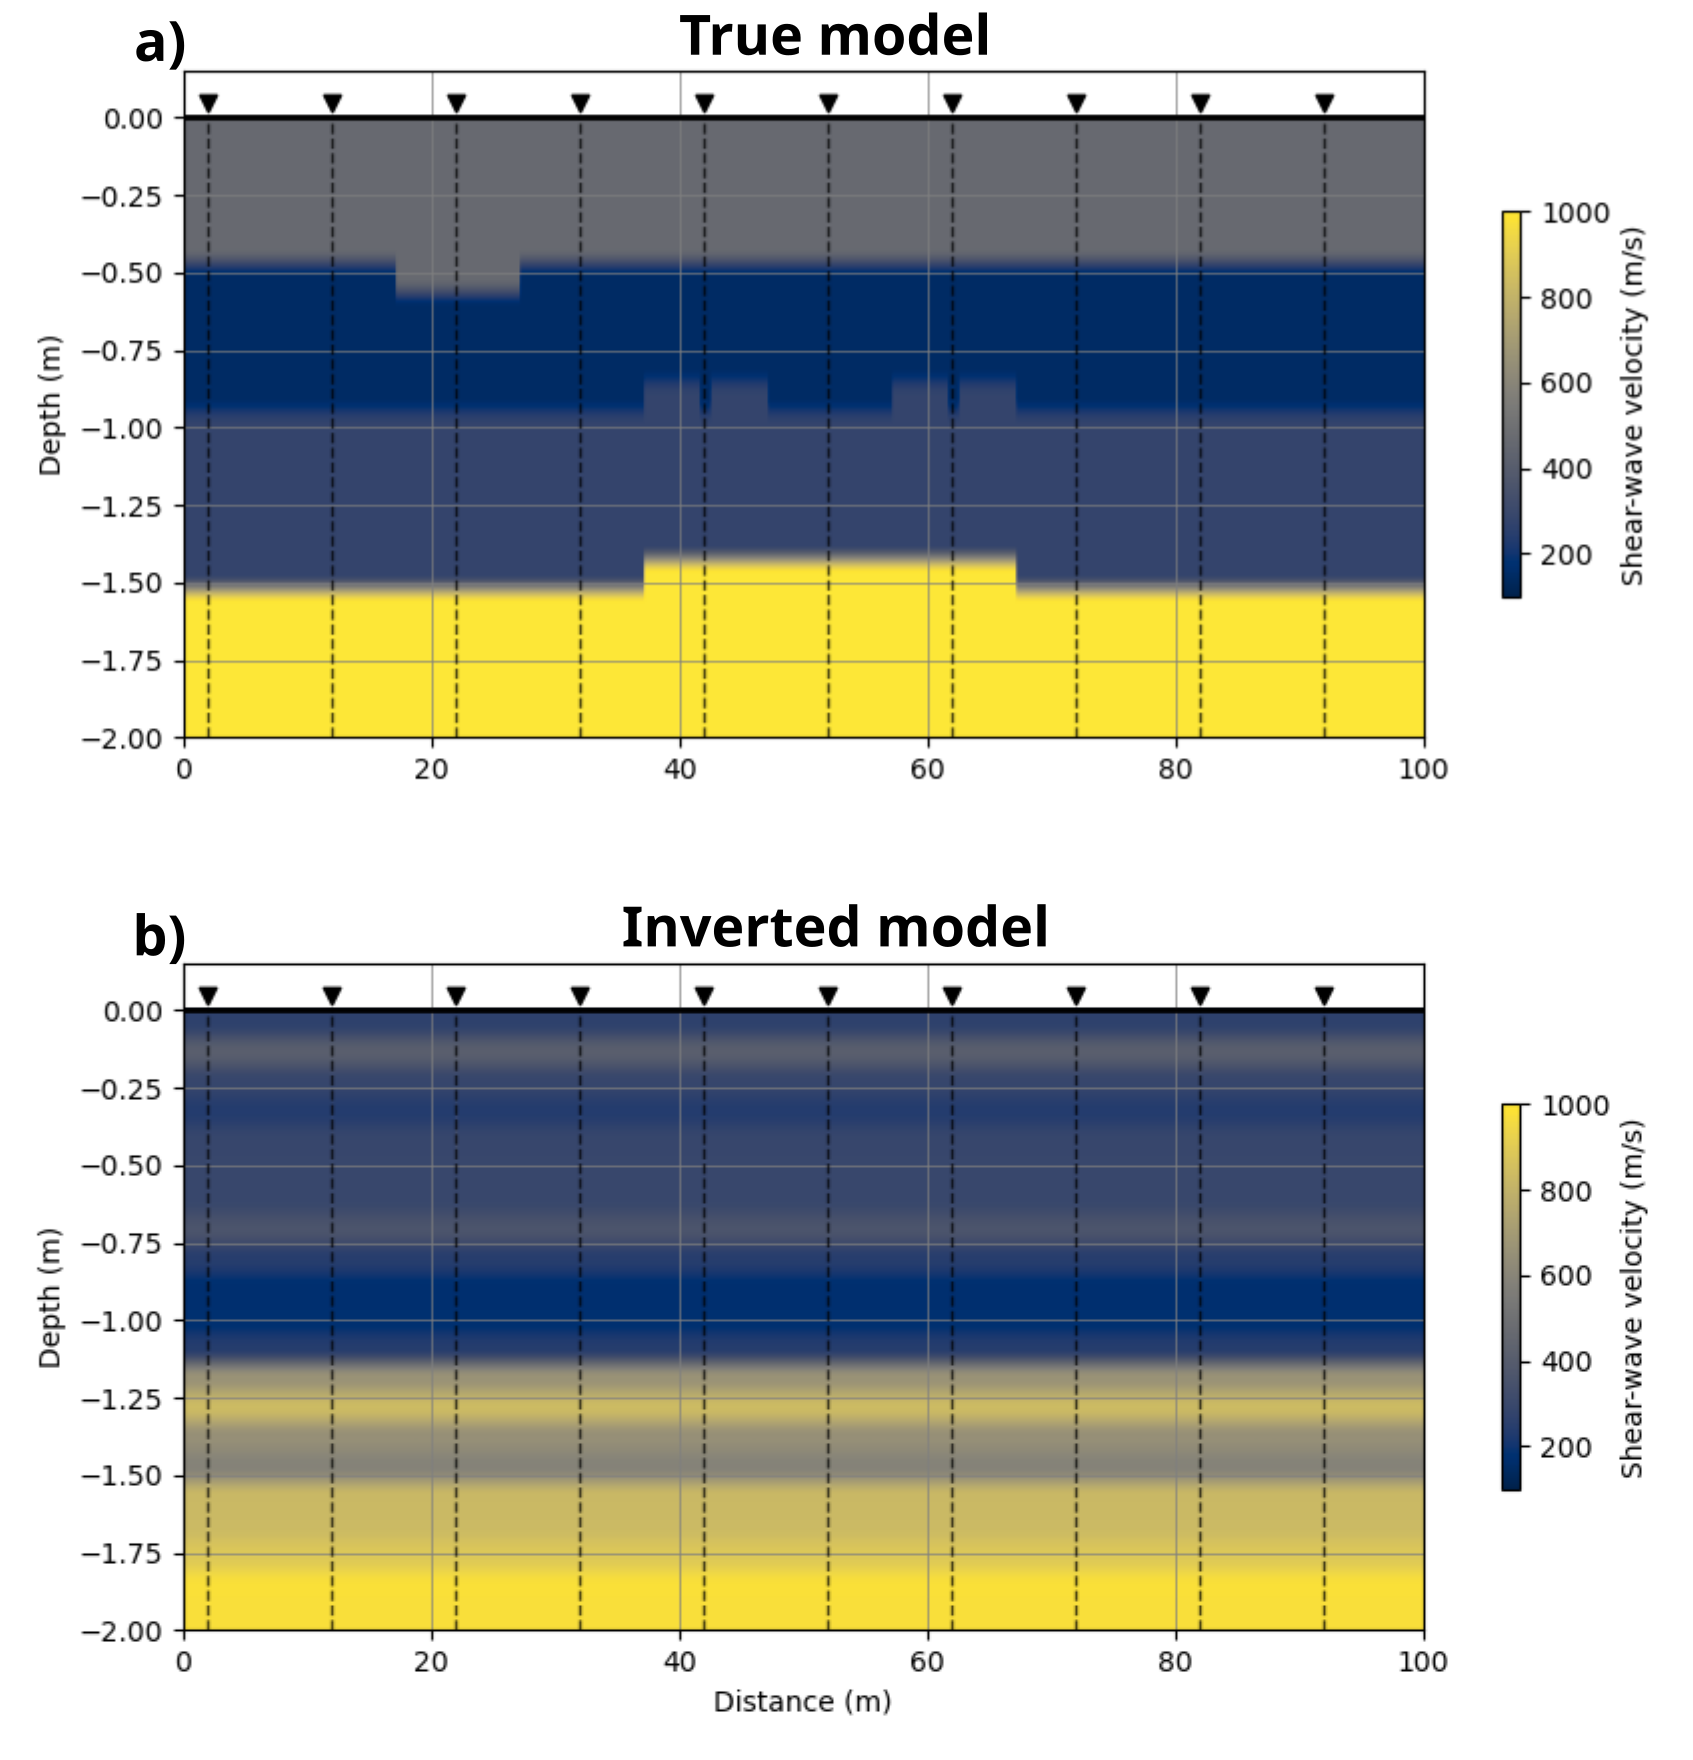 a)
True model
0.00
−0.25
−0.50
−0.75
−1.00
−1.25
−1.50
−1.75
−2.00
Depth (m)
0 20 40 60 80 100
1000
800
600
400
200
Shear-wave velocity (m/s)
b)
Inverted model
0.00
−0.25
−0.50
−0.75
−1.00
−1.25
−1.50
−1.75
−2.00
Depth (m)
0 20 40 60 80 100
Distance (m)
1000
800
600
400
200
Shear-wave velocity (m/s)